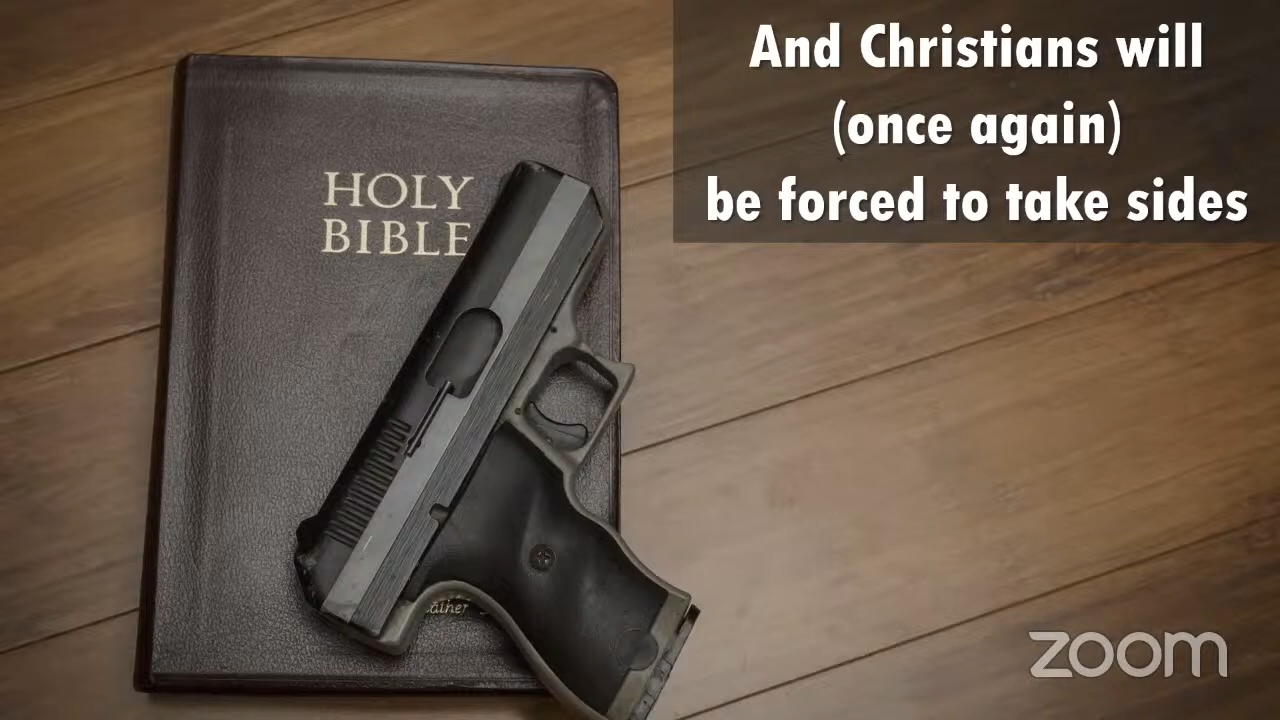 And Christians will
(once again)
be forced to take sides
HOLY
BIBLE
zoom